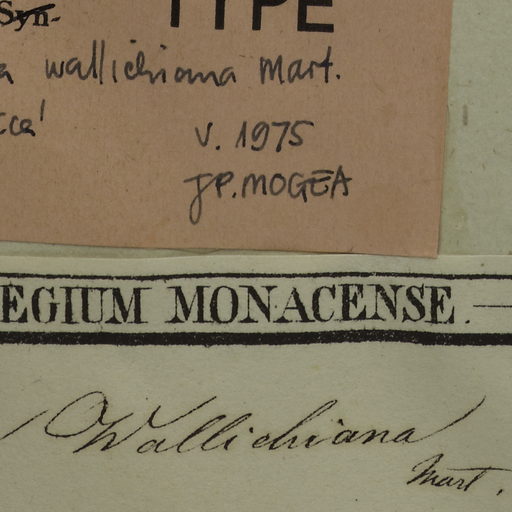 Syn-
TYPE
a wallichiana Mart.
V. 1975
JP. MOGEA
EGIUM MONACENSE.
Wallichiana
Mart.